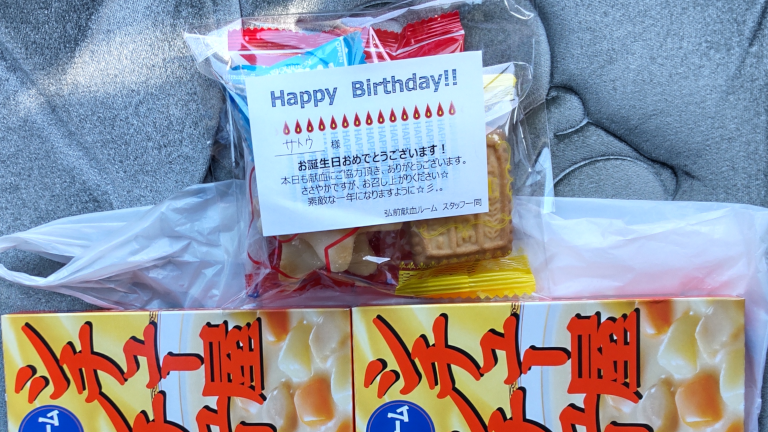 Happy Birthday!!
サトウ 様
お誕生日おめでとうございます！
本日も献血にご協力頂き、ありがとうございます。
ささやかですが、お召し上がりください☆
素敵な一年になりますように☆彡.。
弘前献血ルーム スタッフ一同
シチュー屋
シチュー屋